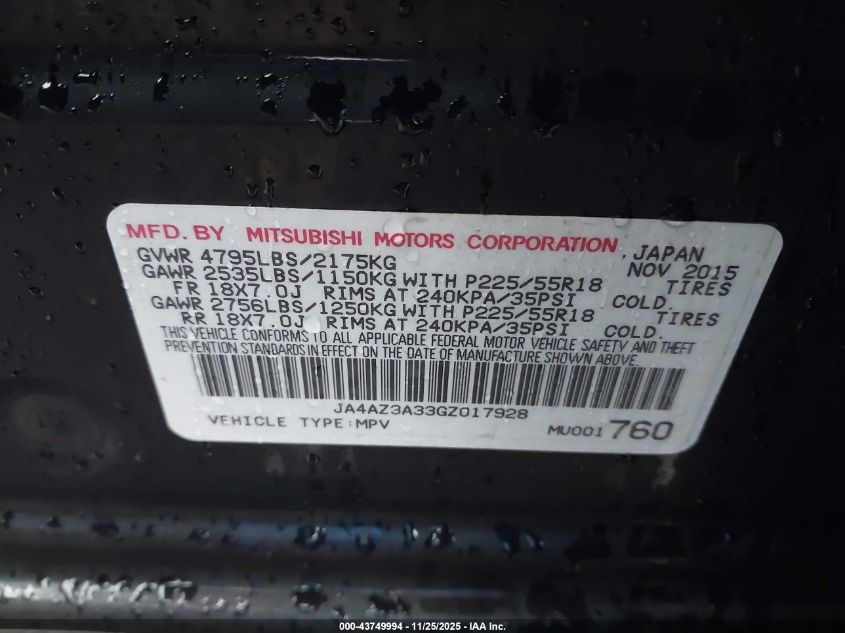 MFD. BY MITSUBISHI MOTORS CORPORATION , JAPAN
GVWR 4795LBS/2175KG NOV 2015
GAWR 2535LBS/1150KG WITH P225/55R18 TIRES
FR 18X7.0J RIMS AT 240KPA/35PSI COLD.
GAWR 2756LBS/1250KG WITH P225/55R18 TIRES
RR 18X7.0J RIMS AT 240KPA/35PSI COLD.
THIS VEHICLE CONFORMS TO ALL APPLICABLE FEDERAL MOTOR VEHICLE SAFETY AND THEFT
PREVENTION STANDARDS IN EFFECT ON THE DATE OF MANUFACTURE SHOWN ABOVE.
JA4AZ3A33GZ017928
VEHICLE TYPE:MPV MU001760
000-43749994 - 11/25/2025 - IAA Inc.